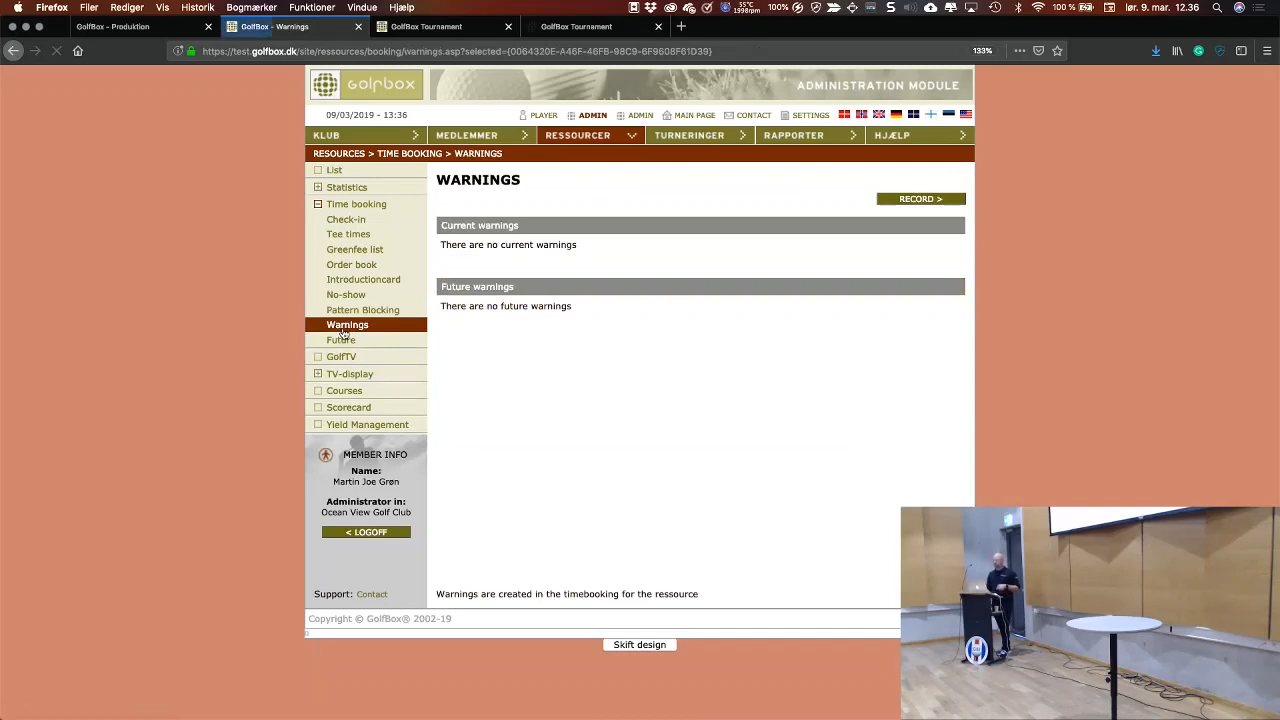 Firefox Arkiver Rediger Vis Historik Bogmærker Funktioner Vindue Hjælp
55°C
1998rpm
100%
100%
lør. 9. mar. 13.36
GolfBox - Produktion
GolfBox - Warnings
GolfBox Tournament
GolfBox Tournament
https://test.golfbox.dk/site/ressources/booking/warnings.asp?selected={0064320E-A46F-46FB-98C9-6F9608F61D39}
133%
golfbox
ADMINISTRATION MODULE
09/03/2019 - 13:36
PLAYER ADMIN ADMIN MAIN PAGE CONTACT SETTINGS
KLUB MEDLEMMER RESSOURCER TURNERINGER RAPPORTER HJÆLP
RESOURCES > TIME BOOKING > WARNINGS
List
Statistics
Time booking
Check-in
Tee times
Greenfee list
Order book
Introductioncard
No-show
Pattern Blocking
Warnings
Future
GolfTV
TV-display
Courses
Scorecard
Yield Management
MEMBER INFO
Name:
Martin Joe Grøn
Administrator in:
Ocean View Golf Club
< LOGOFF
Support: Contact
WARNINGS
RECORD >
Current warnings
There are no current warnings
Future warnings
There are no future warnings
Warnings are created in the timebooking for the ressource
Copyright © GolfBox® 2002-19
Skift design